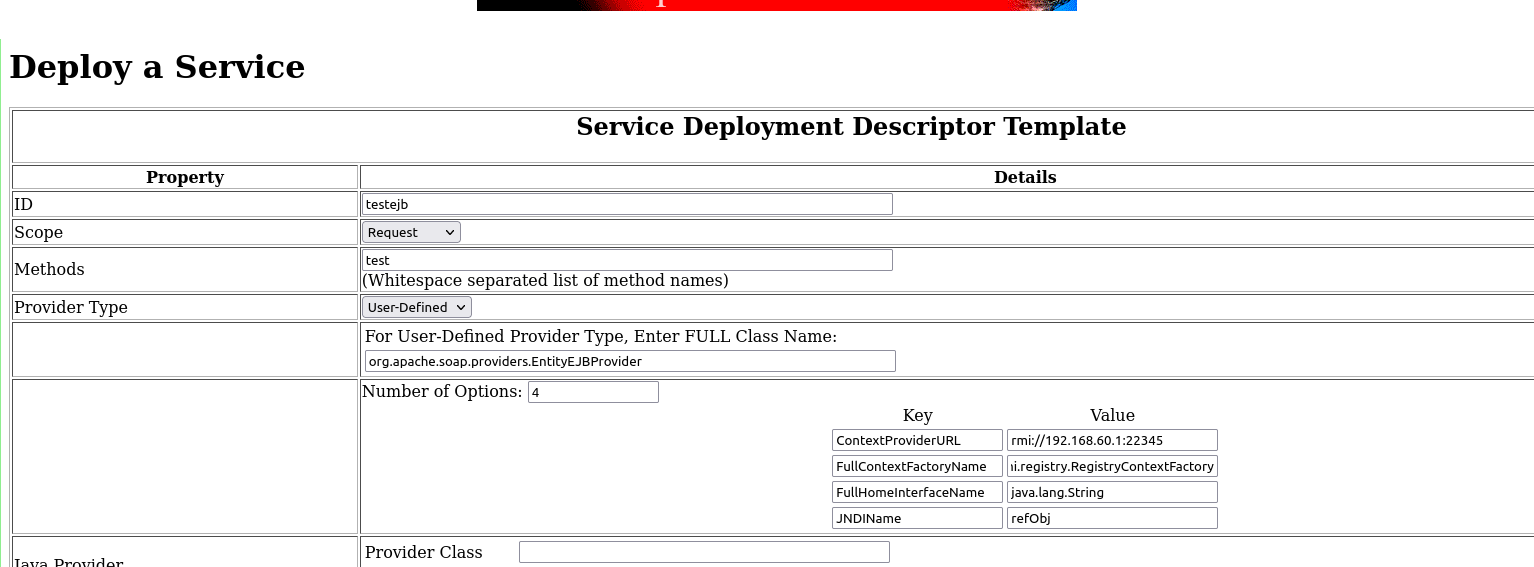 Deploy a Service
Service Deployment Descriptor Template
Property Details
ID testejb
Scope Request
Methods test
(Whitespace separated list of method names)
Provider Type User-Defined
For User-Defined Provider Type, Enter FULL Class Name:
org.apache.soap.providers.EntityEJBProvider
Number of Options: 4
Key Value
ContextProviderURL rmi://192.168.60.1:22345
FullContextFactoryName ni.registry.RegistryContextFactory
FullHomeInterfaceName java.lang.String
JNDIName refObj
Java Provider Provider Class